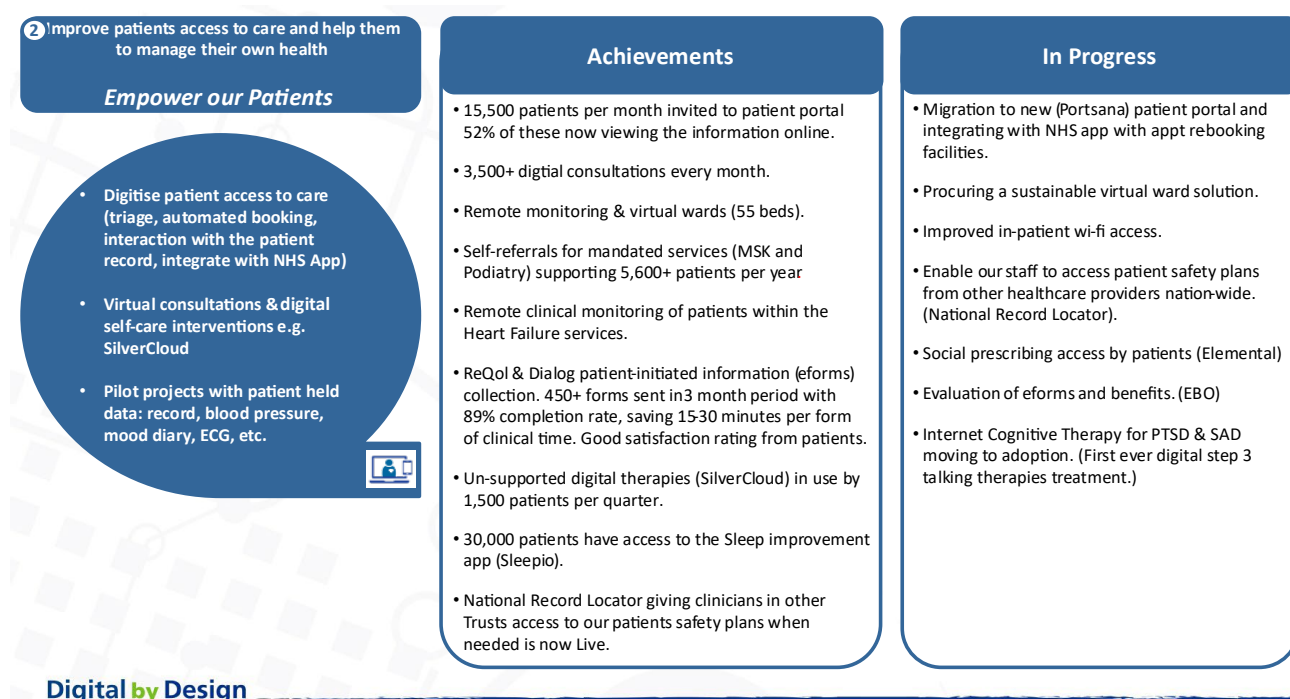 2 Improve patients access to care and help them
to manage their own health
Empower our Patients
• Digitise patient access to care
(triage, automated booking,
interaction with the patient
record, integrate with NHS App)
• Virtual consultations & digital
self-care interventions e.g.
SilverCloud
• Pilot projects with patient held
data: record, blood pressure,
mood diary, ECG, etc.
Achievements
• 15,500 patients per month invited to patient portal
52% of these now viewing the information online.
• 3,500+ digtial consultations every month.
• Remote monitoring & virtual wards (55 beds).
• Self-referrals for mandated services (MSK and
Podiatry) supporting 5,600+ patients per year.
• Remote clinical monitoring of patients within the
Heart Failure services.
• ReQol & Dialog patient-initiated information (eforms)
collection. 450+ forms sent in3 month period with
89% completion rate, saving 15-30 minutes per form
of clinical time. Good satisfaction rating from patients.
• Un-supported digital therapies (SilverCloud) in use by
1,500 patients per quarter.
• 30,000 patients have access to the Sleep improvement
app (Sleepio).
• National Record Locator giving clinicians in other
Trusts access to our patients safety plans when
needed is now Live.
In Progress
• Migration to new (Portsana) patient portal and
integrating with NHS app with appt rebooking
facilities.
• Procuring a sustainable virtual ward solution.
• Improved in-patient wi-fi access.
• Enable our staff to access patient safety plans
from other healthcare providers nation-wide.
(National Record Locator).
• Social prescribing access by patients (Elemental)
• Evaluation of eforms and benefits. (EBO)
• Internet Cognitive Therapy for PTSD & SAD
moving to adoption. (First ever digital step 3
talking therapies treatment.)
Digital by Design